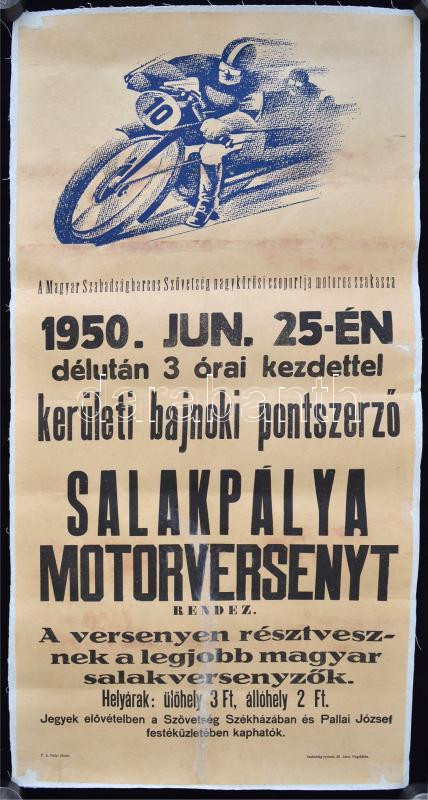 10
A Magyar Szabadságharcos Szövetség nagykőrösi csoportja motoros szakasza
1950. JUN. 25-ÉN
délután 3 órai kezdettel
darabanth
kerületi bajnoki pontszerző
SALAKPÁLYA
MOTORVERSENYT
RENDEZ.
A versenyen résztvesz-
nek a legjobb magyar
salakversenyzők.
Helyárak: ülőhely 3 Ft, állóhely 2 Ft.
Jegyek elővételben a Szövetség Székházában és Pallai József
festéküzletében kaphatók.